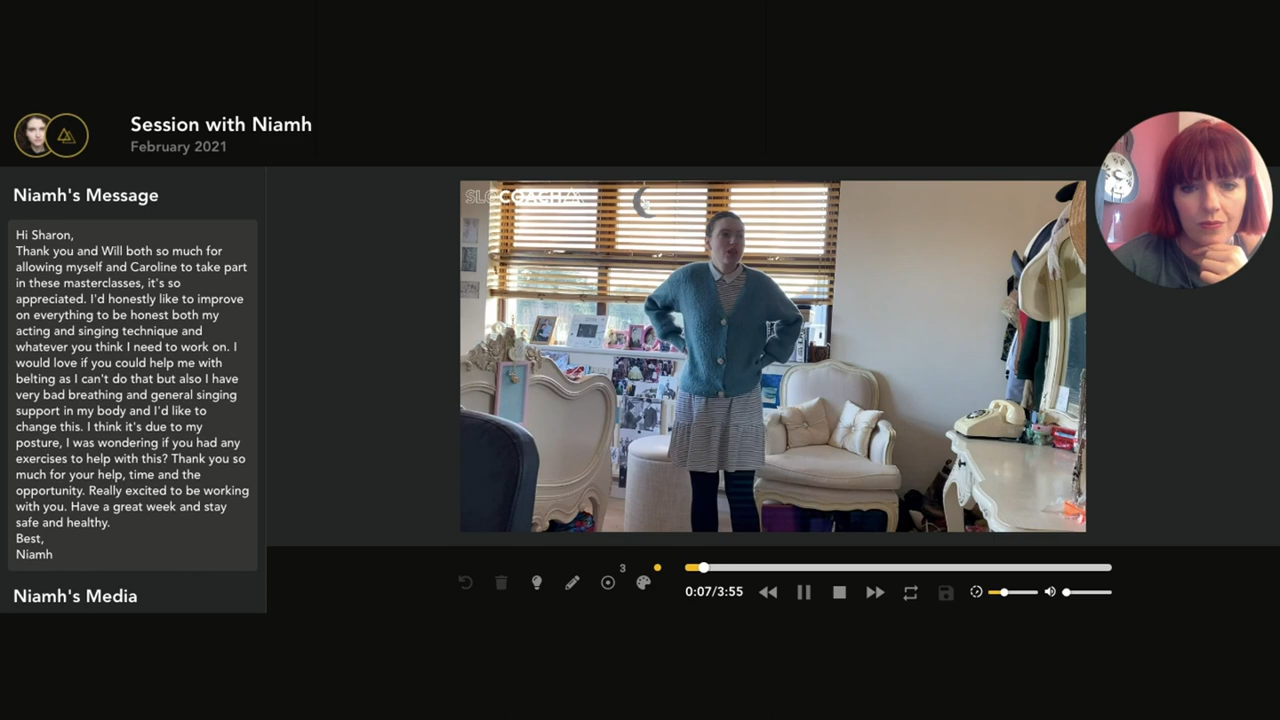 Session with Niamh
February 2021
Niamh's Message
Hi Sharon,
Thank you and Will both so much for
allowing myself and Caroline to take part
in these masterclasses, it's so
appreciated. I'd honestly like to improve
on everything to be honest both my
acting and singing technique and
whatever you think I need to work on. I
would love if you could help me with
belting as I can't do that but also I have
very bad breathing and general singing
support in my body and I'd like to
change this. I think it's due to my
posture, I was wondering if you had any
exercises to help with this? Thank you so
much for your help, time and the
opportunity. Really excited to be working
with you. Have a great week and stay
safe and healthy.
Best,
Niamh
Niamh's Media
COACH
3
0:07/3:55